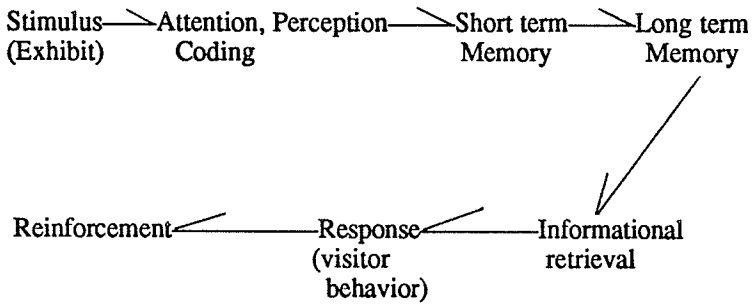 Stimulus Attention, Perception Short term Long term
(Exhibit) Coding Memory Memory
Reinforcement Response Informational
(visitor retrieval
behavior)